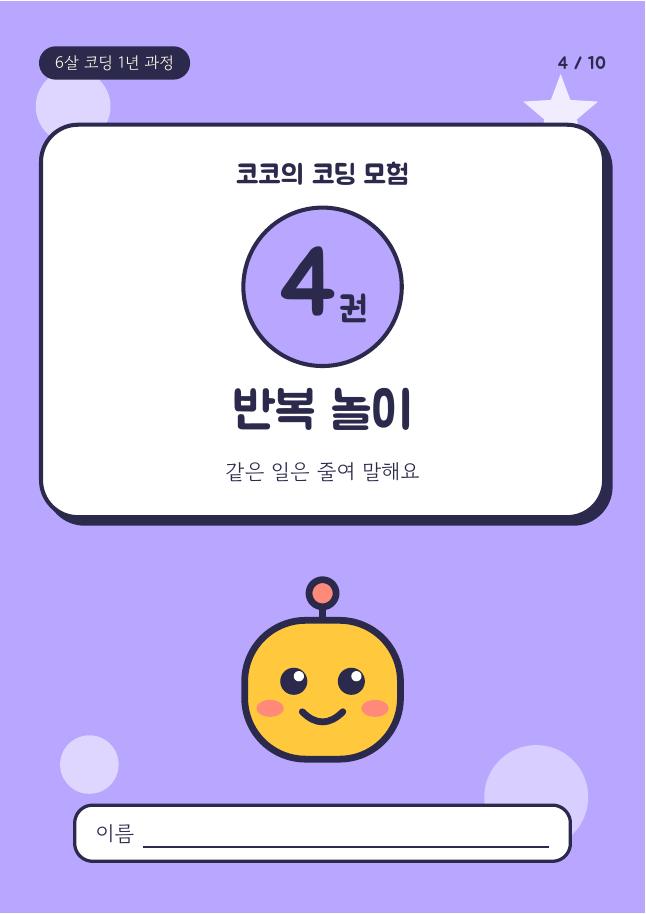 6살 코딩 1년 과정
4 / 10
코코의 코딩 모험
4권
반복 놀이
같은 일은 줄여 말해요
이름